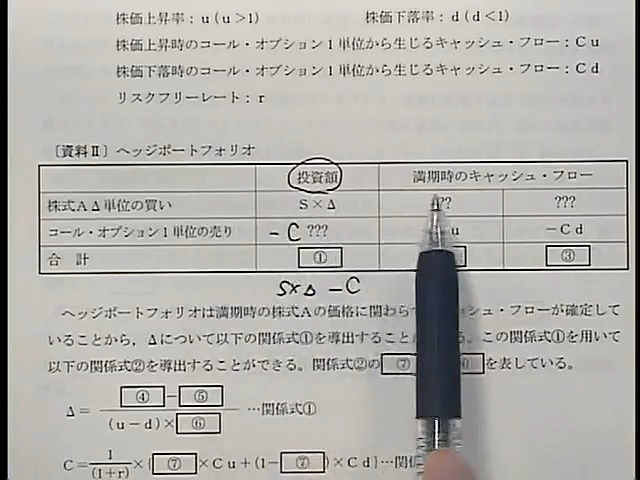 株価上昇率：u（u＞1） 株価下落率：d（d＜1）
株価上昇時のコール・オプション1単位から生じるキャッシュ・フロー：Cu
株価下落時のコール・オプション1単位から生じるキャッシュ・フロー：Cd
リスクフリーレート：r
〔資料Ⅱ〕ヘッジポートフォリオ
投資額 満期時のキャッシュ・フロー
株式AΔ単位の買い S×Δ ?? ???
コール・オプション1単位の売り -C ??? u －Cd
合 計 ① ③
S×Δ -C
ヘッジポートフォリオは満期時の株式Aの価格に関わら シュ・フローが確定して
いることから，Δについて以下の関係式①を導出すること る。この関係式①を用いて
以下の関係式②を導出することができる。関係式②の ⑦ を表している。
Δ＝ ④－⑤ / （u－d）×⑥ …関係式①
C＝ 1 / (1+r) ×{ ⑦ ×Cu＋(1－ ⑦ )×Cd}…関係